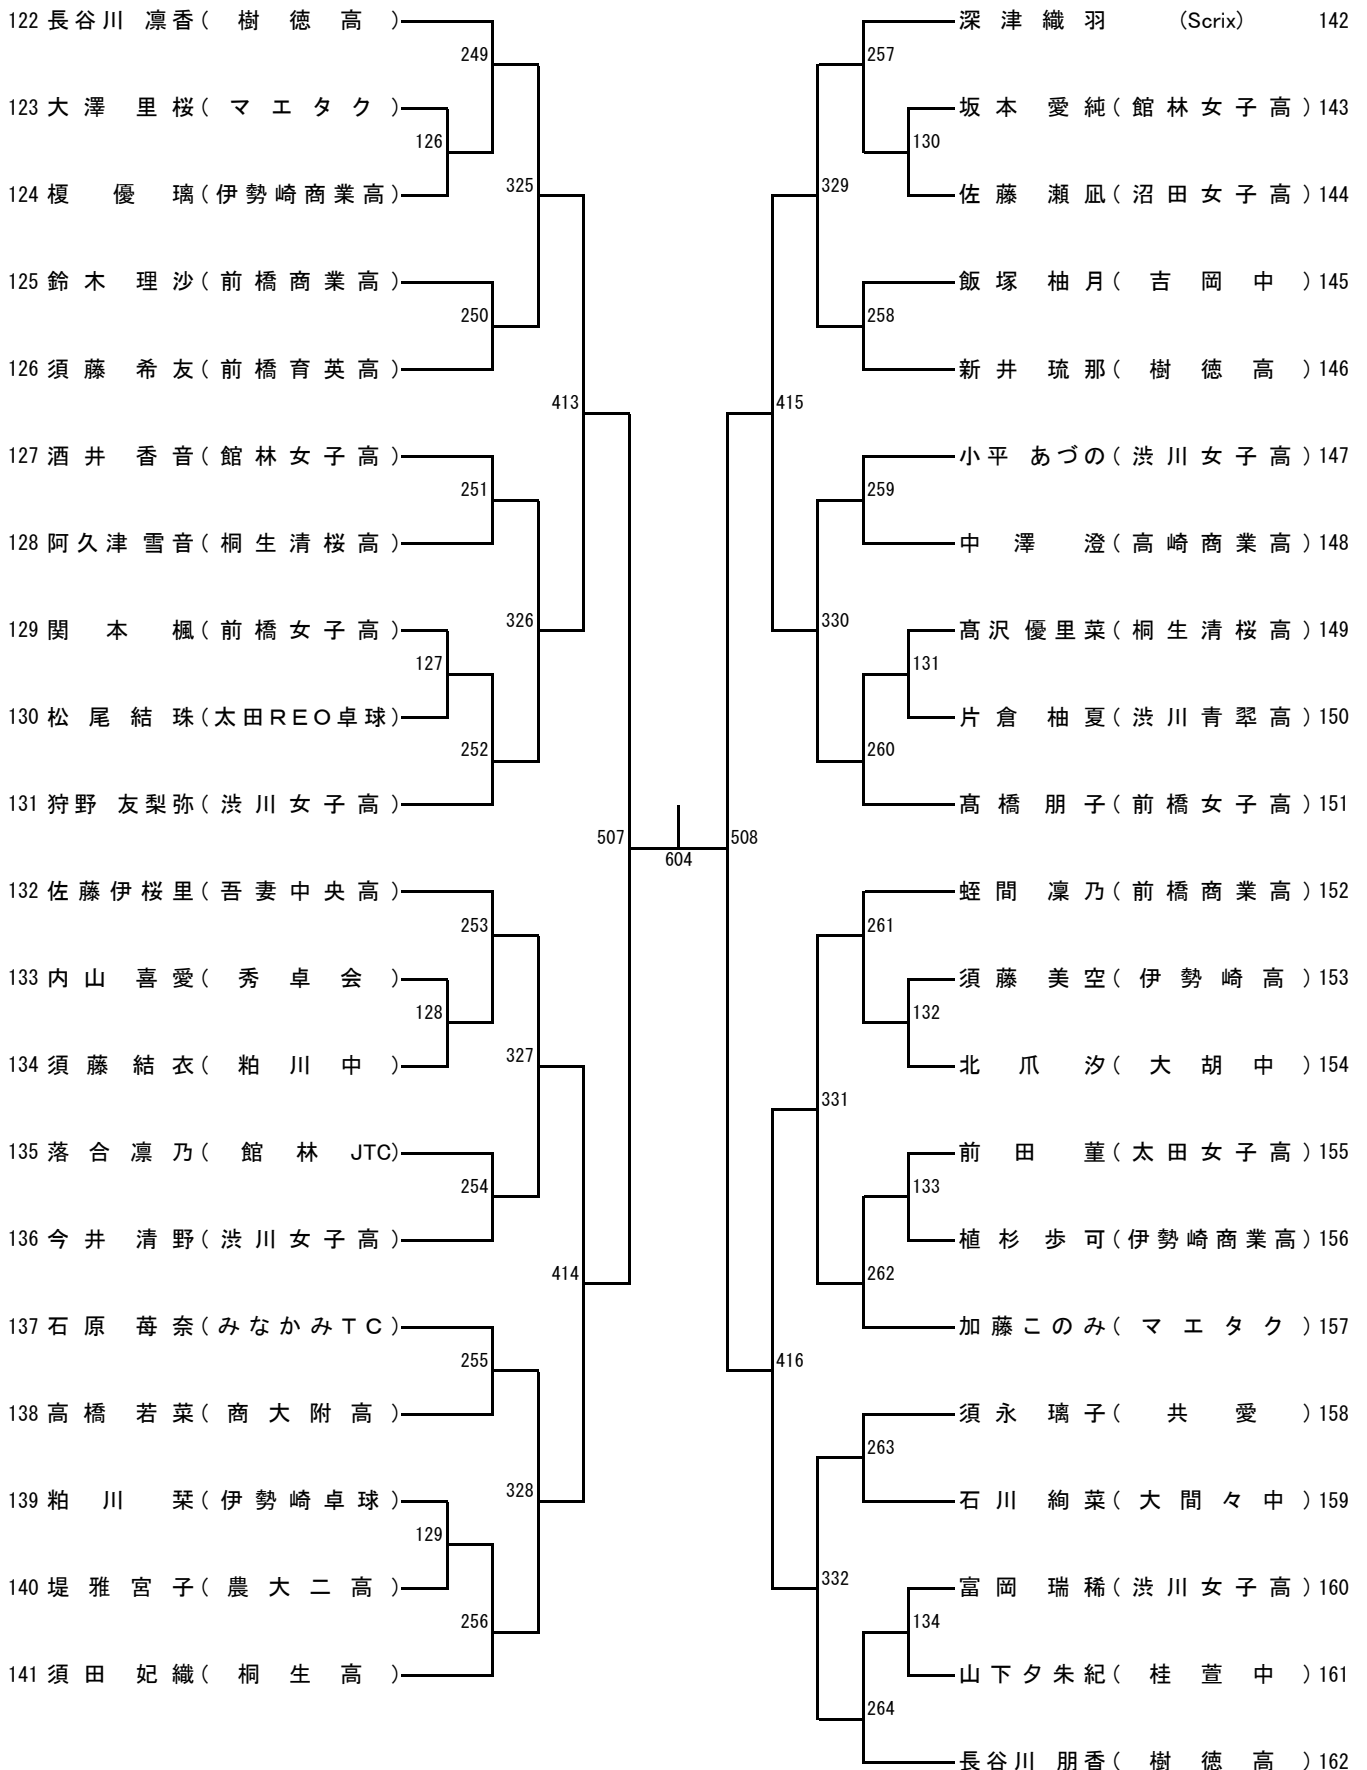 122 長谷川 凛香 ( 樹 徳 高 )
249
123 大澤 里桜 ( マエタク )
126
124 榎 優璃 ( 伊勢崎商業高 )
325
125 鈴木 理沙 ( 前橋商業高 )
250
126 須藤 希友 ( 前橋育英高 )
413
127 酒井 香音 ( 館林女子高 )
251
128 阿久津 雪音 ( 桐生清桜高 )
326
129 関本 楓 ( 前橋女子高 )
127
130 松尾結珠 ( 太田REO卓球 )
252
131 狩野 友梨弥 ( 渋川女子高 )
507
132 佐藤伊桜里 ( 吾妻中央高 )
253
133 内山 喜愛 ( 秀卓会 )
128
134 須藤結衣 ( 粕川中 )
327
135 落合凛乃 ( 館林 JTC)
254
136 今井 清野 ( 渋川女子高 )
414
137 石原 苺奈 ( みなかみTC )
255
138 高橋 若菜 ( 商大附高 )
328
139 粕川 栞 ( 伊勢崎卓球 )
129
140 堤雅宮子 ( 農大二高 )
256
141 須田 妃織 ( 桐生高 )
604
深津織羽 (Scrix) 142
257
坂本 愛純 ( 館林女子高 ) 143
130
佐藤 瀬凪 ( 沼田女子高 ) 144
329
飯塚 柚月 ( 吉岡中 ) 145
258
新井 琉那 ( 樹徳高 ) 146
415
小平 あづの ( 渋川女子高 ) 147
259
中澤 澄 ( 高崎商業高 ) 148
330
髙沢 優里菜 ( 桐生清桜高 ) 149
131
片倉 柚夏 ( 渋川青翠高 ) 150
260
髙橋 朋子 ( 前橋女子高 ) 151
508
蛭間 凜乃 ( 前橋商業高 ) 152
261
須藤 美空 ( 伊勢崎高 ) 153
132
北爪 汐 ( 大胡中 ) 154
331
前田 菫 ( 太田女子高 ) 155
133
植杉 歩可 ( 伊勢崎商業高 ) 156
262
加藤このみ ( マエタク ) 157
416
須永 璃子 ( 共愛 ) 158
263
石川 絢菜 ( 大間々中 ) 159
332
富岡 瑞稀 ( 渋川女子高 ) 160
134
山下夕朱紀 ( 桂萱中 ) 161
264
長谷川 朋香 ( 樹徳高 ) 162